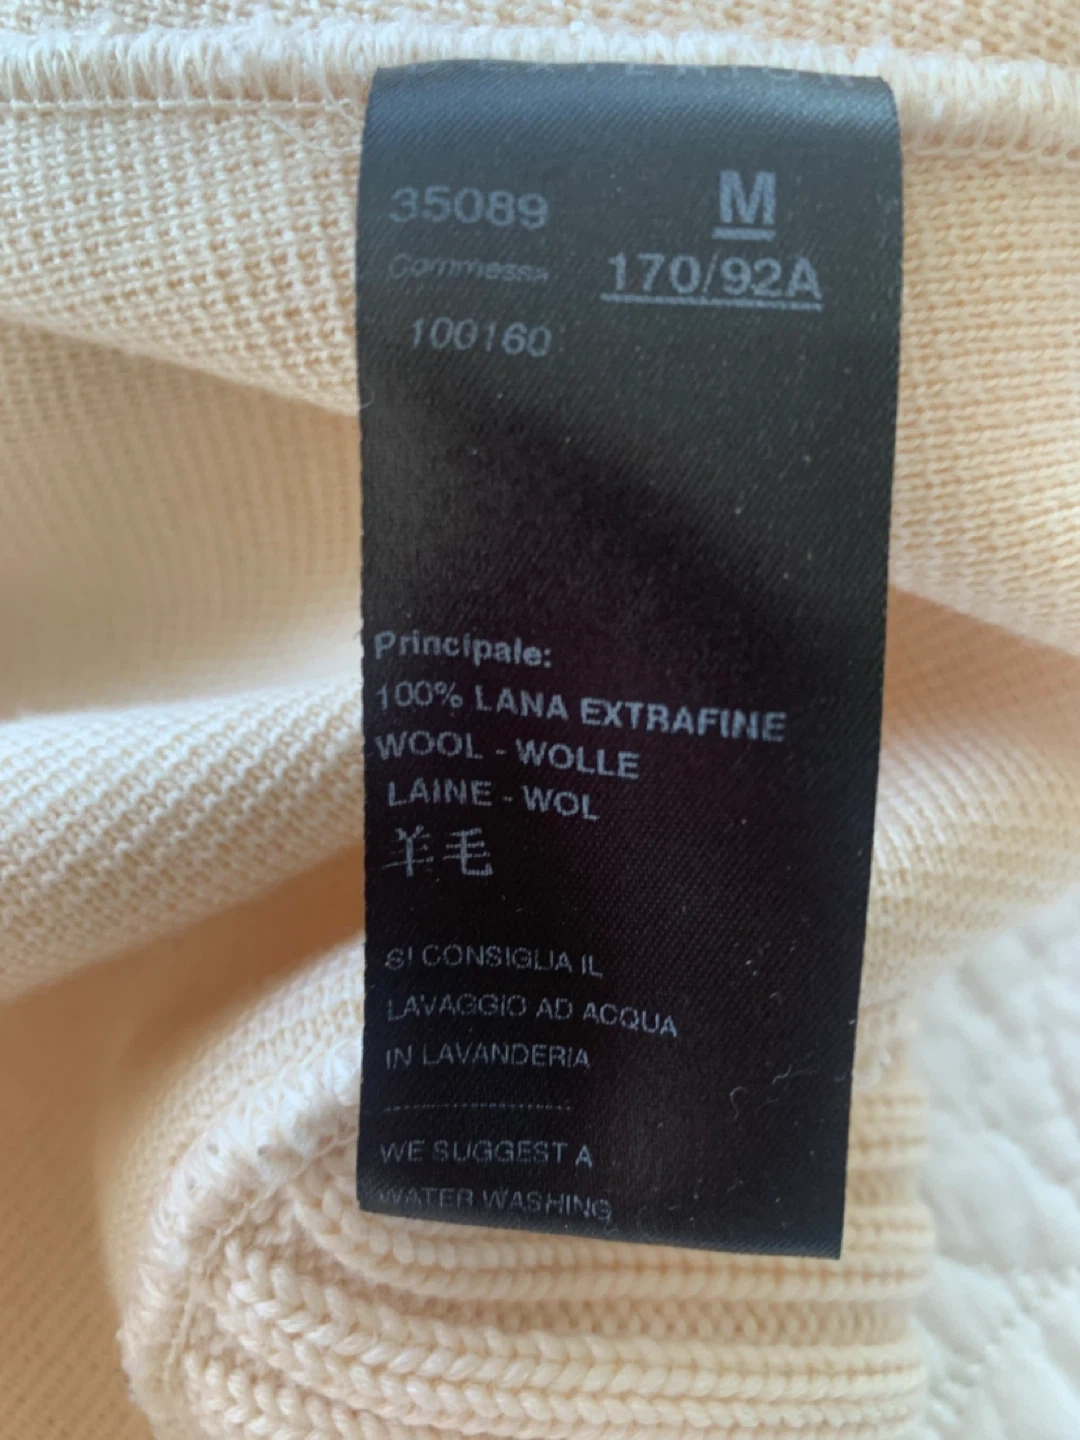 35089
M
Commessa
170/92A
100160
Principale:
100% LANA EXTRAFINE
WOOL - WOLLE
LAINE - WOL
羊毛
SI CONSIGLIA IL
LAVAGGIO AD ACQUA
IN LAVANDERIA
WE SUGGEST A
WATER WASHING